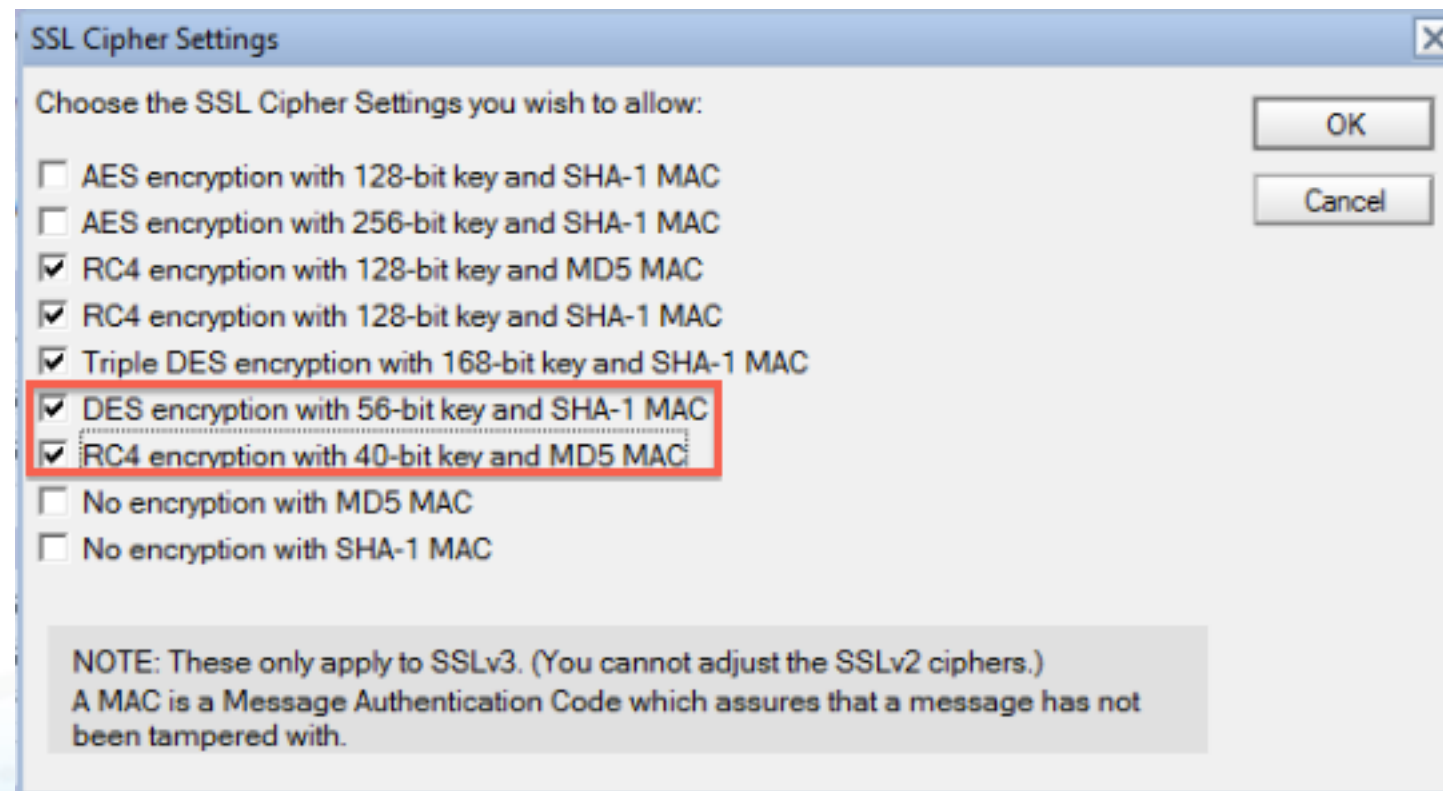 SSL Cipher Settings
Choose the SSL Cipher Settings you wish to allow:
OK
AES encryption with 128-bit key and SHA-1 MAC
Cancel
AES encryption with 256-bit key and SHA-1 MAC
RC4 encryption with 128-bit key and MD5 MAC
RC4 encryption with 128-bit key and SHA-1 MAC
Triple DES encryption with 168-bit key and SHA-1 MAC
DES encryption with 56-bit key and SHA-1 MAC
RC4 encryption with 40-bit key and MD5 MAC
No encryption with MD5 MAC
No encryption with SHA-1 MAC
NOTE: These only apply to SSLv3. (You cannot adjust the SSLv2 ciphers.)
A MAC is a Message Authentication Code which assures that a message has not
been tampered with.